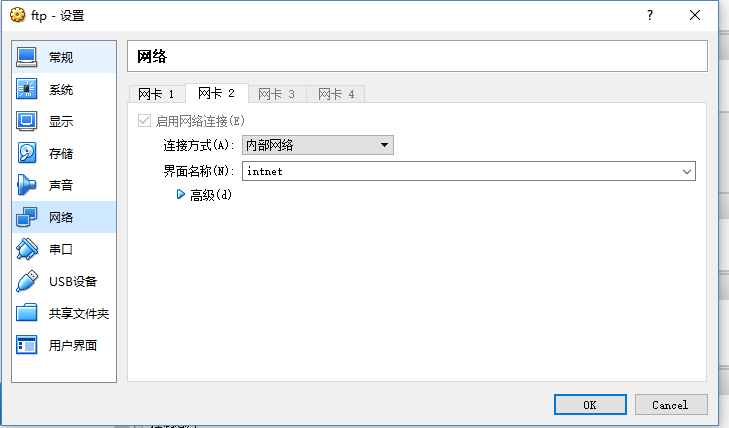 ftp - 设置
常规
系统
显示
存储
声音
网络
串口
USB设备
共享文件夹
用户界面
网络
网卡 1
网卡 2
网卡 3
网卡 4
启用网络连接(E)
连接方式(A): 内部网络
界面名称(N): intnet
高级(d)
OK
Cancel